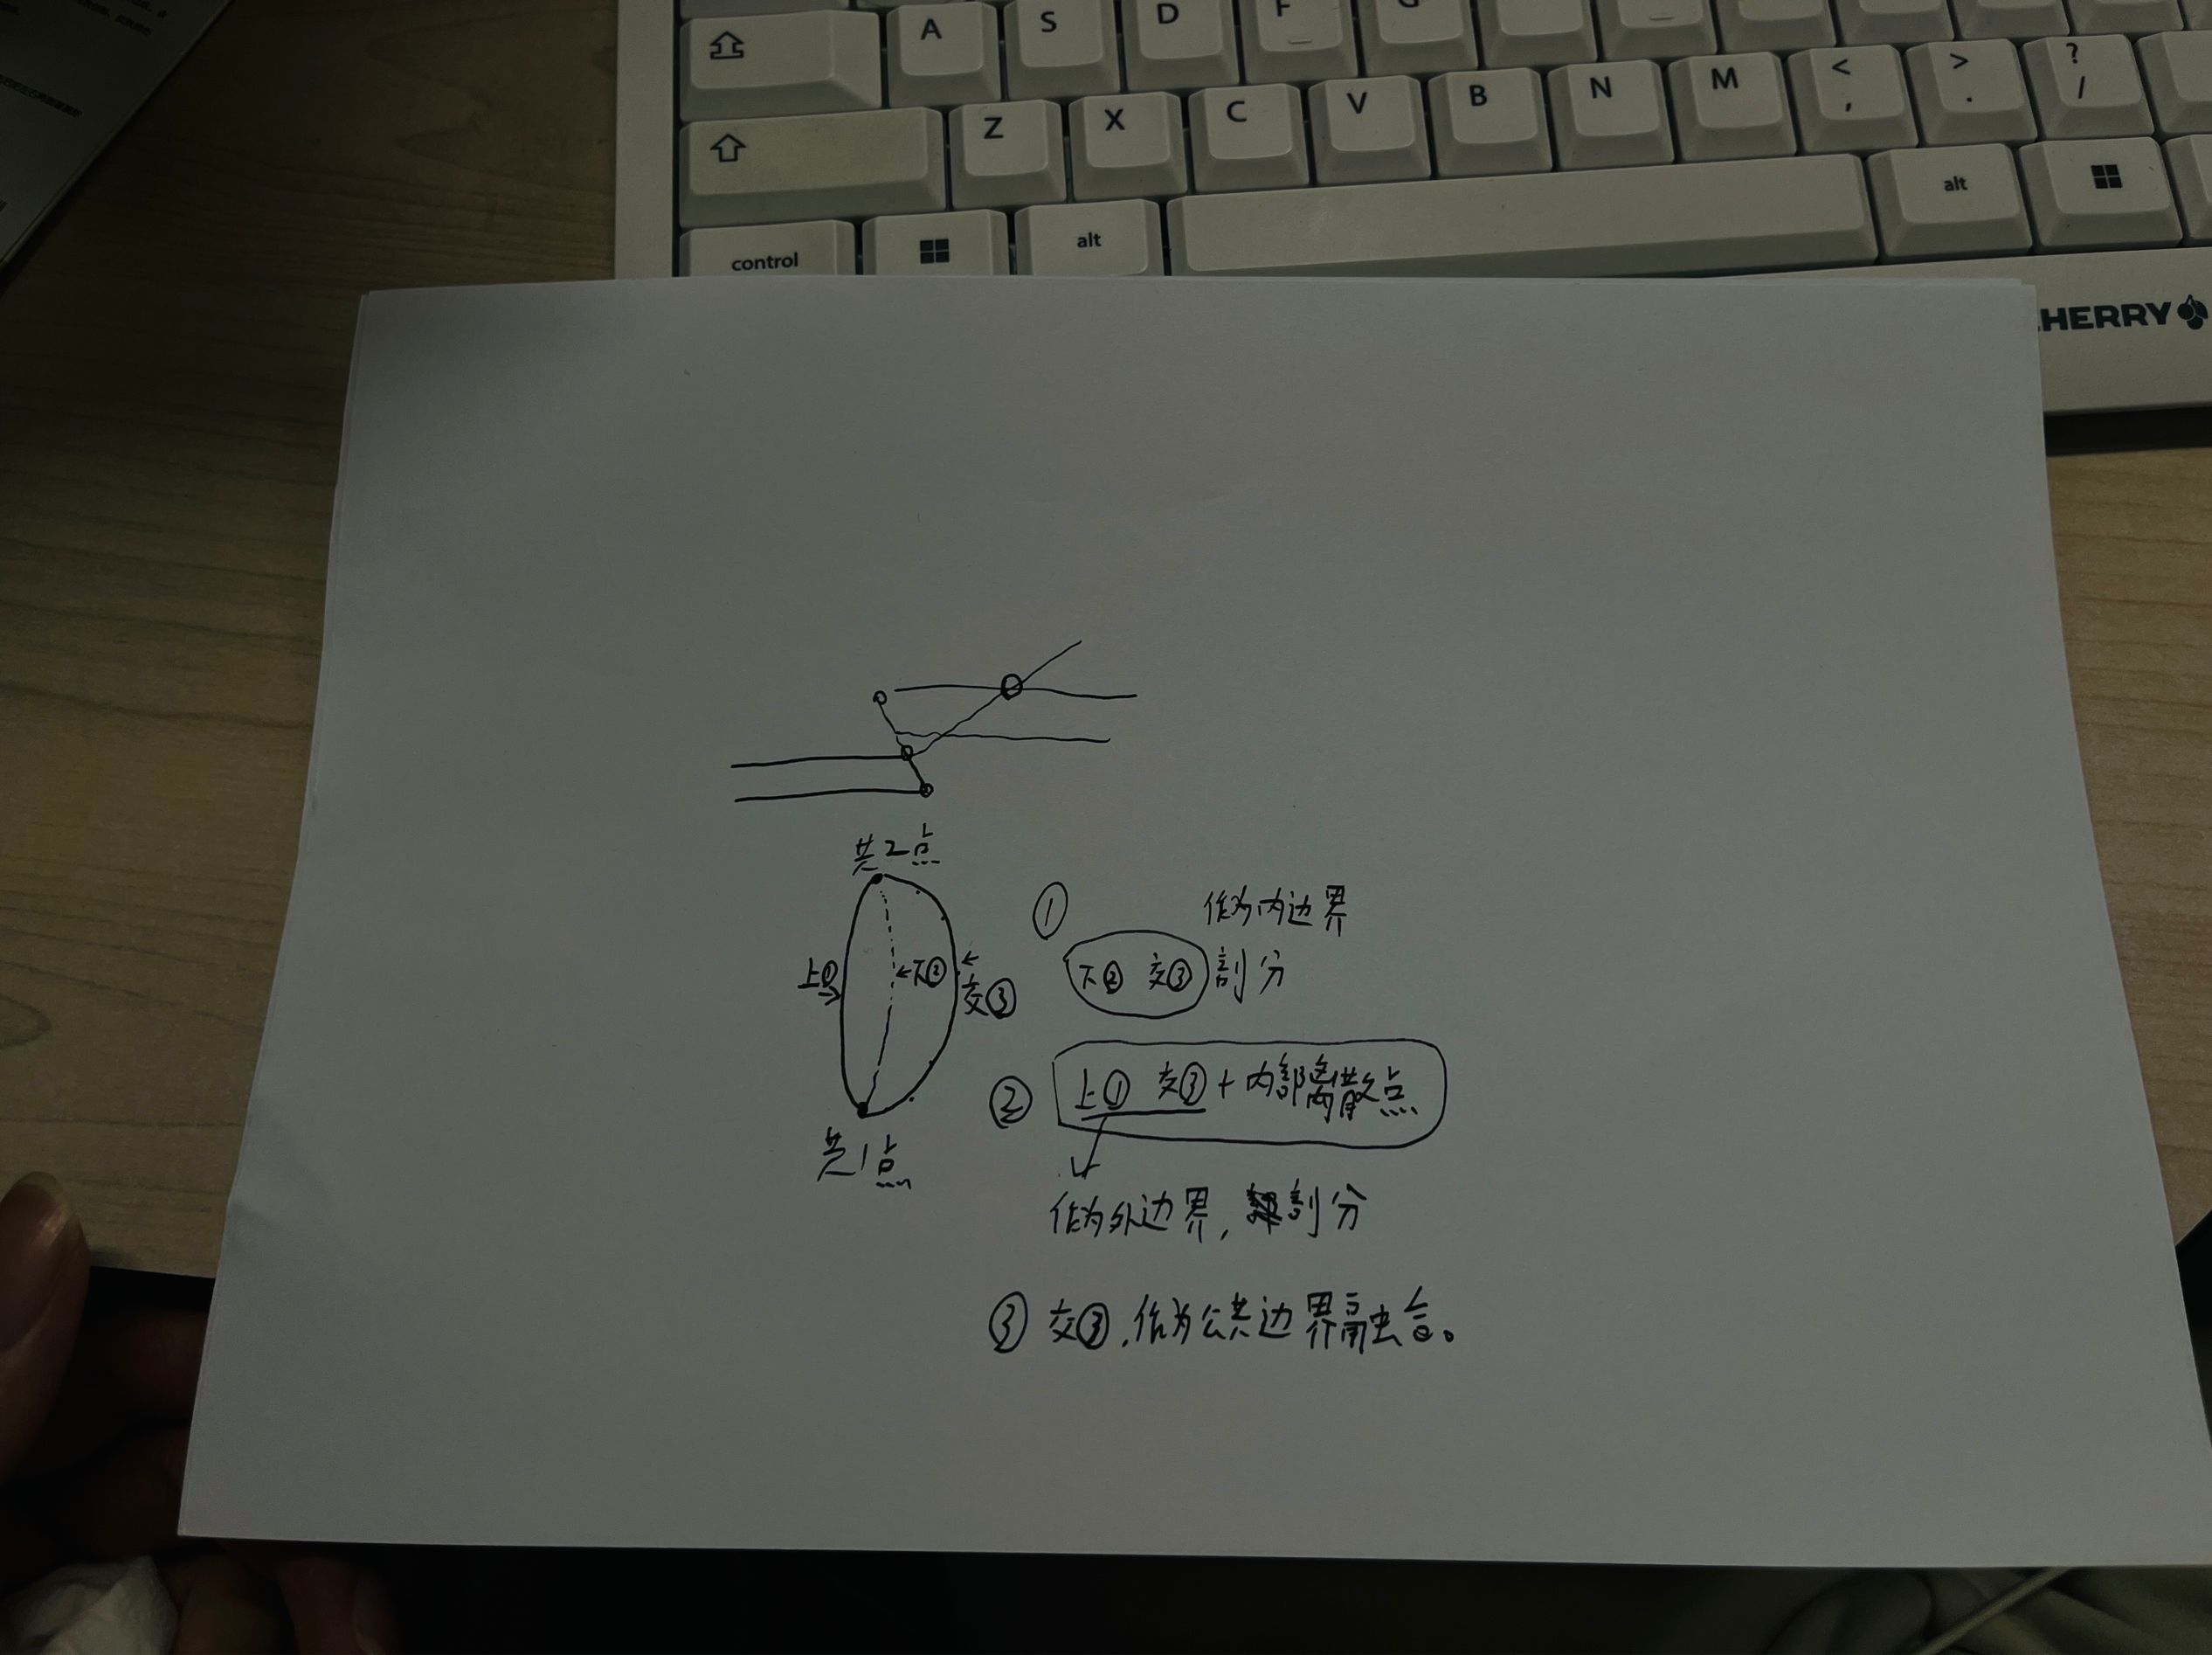 A S D F G
Z X C V B N M < , > . ? /
control alt alt
HERRY
共2点
上① 下② 交③
共1点
① 作为内边界
下② 交③ 剖分
② 上① 交③ + 内部离散点
作为外边界, 剖分
③ 交③,作为公共边界融合。